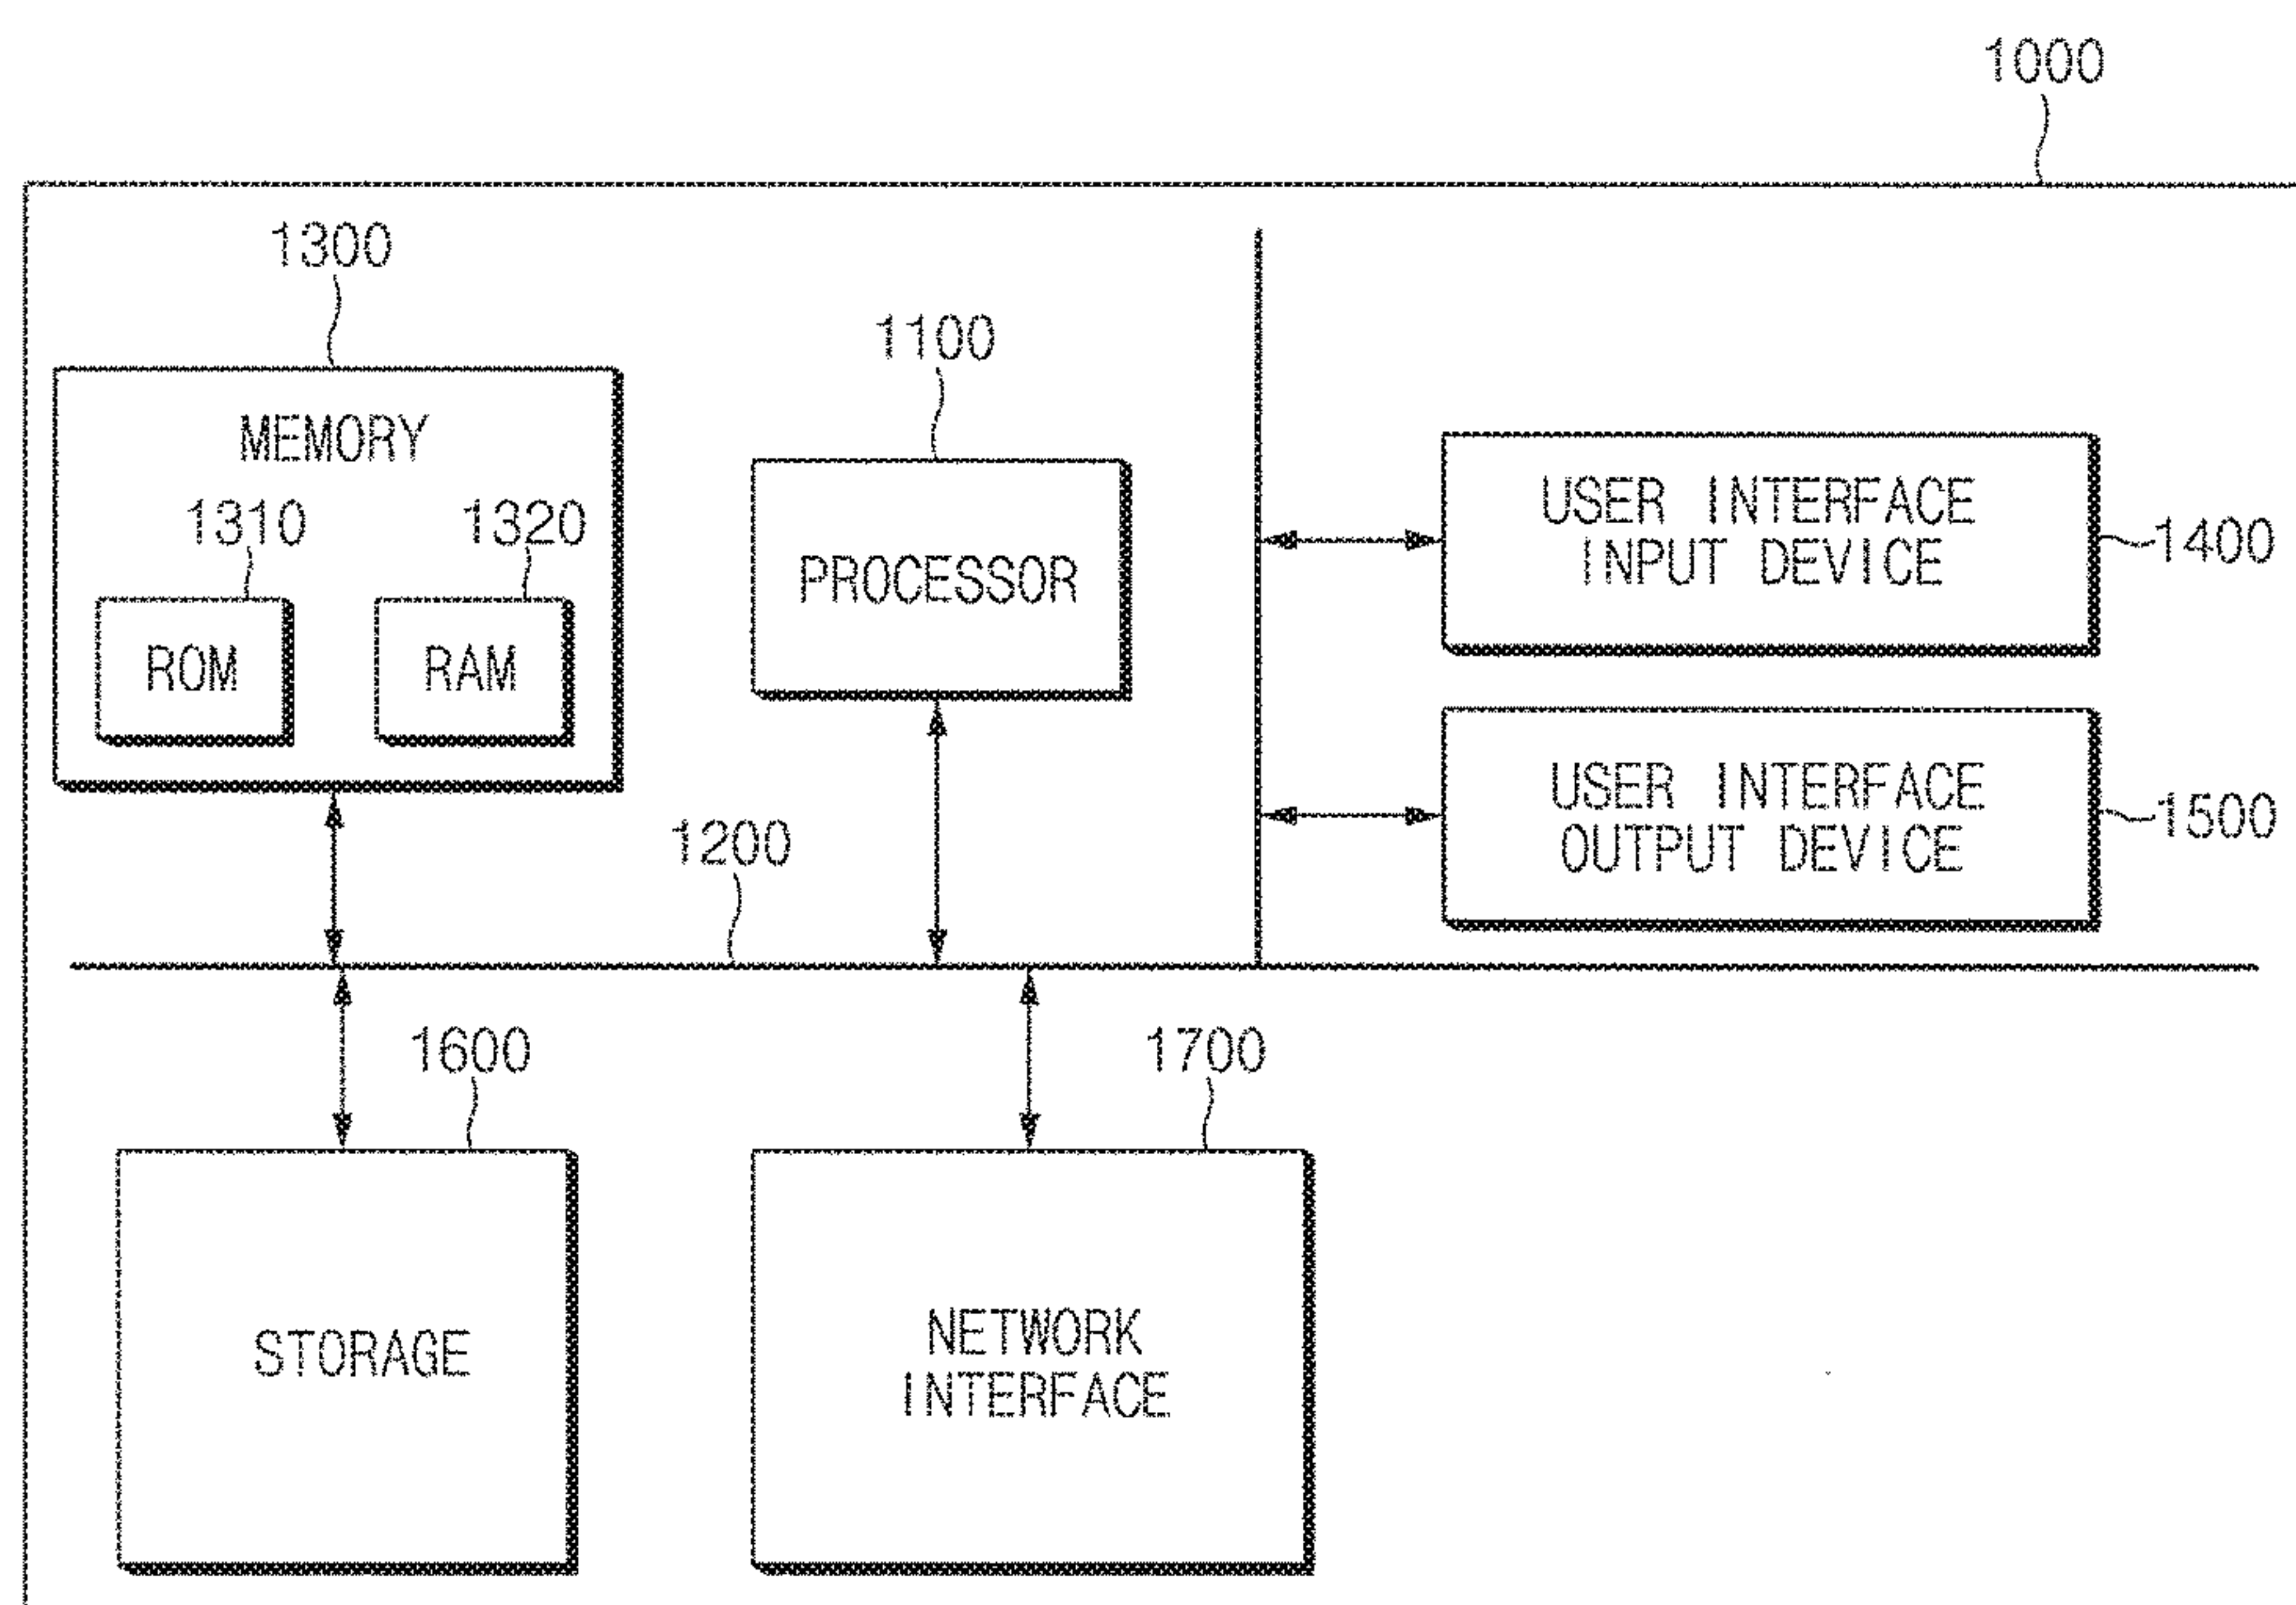 1000
1300
1100
MEMORY
USER INTERFACE
INPUT DEVICE
1400
1310
1320
PROCESSOR
ROM
RAM
USER INTERFACE
OUTPUT DEVICE
1500
1200
1600
1700
STORAGE
NETWORK
INTERFACE